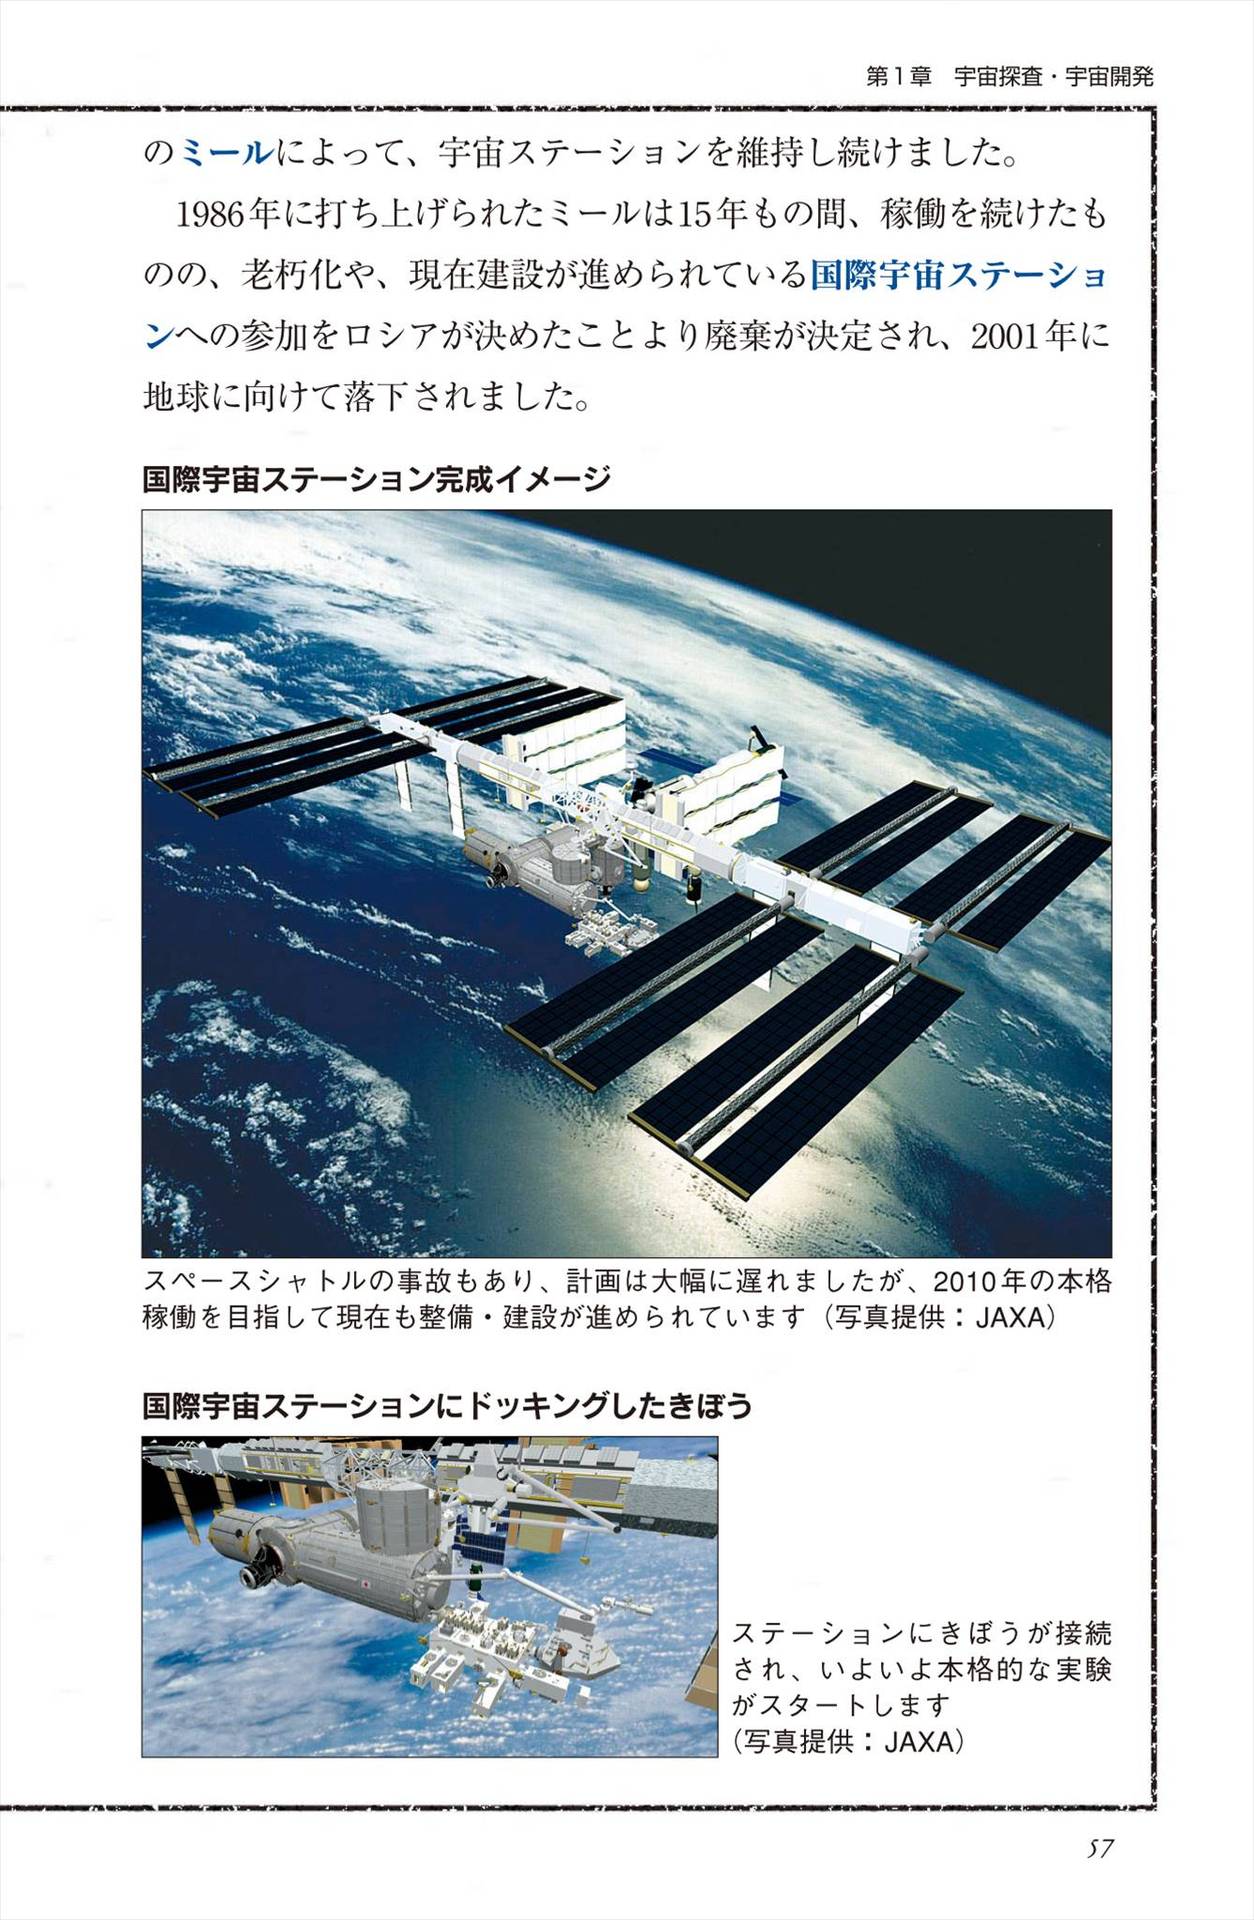 第1章　宇宙探査・宇宙開発
のミールによって、宇宙ステーションを維持し続けました。
1986年に打ち上げられたミールは15年もの間、稼働を続けたも
のの、老朽化や、現在建設が進められている国際宇宙ステーショ
ンへの参加をロシアが決めたことより廃棄が決定され、2001年に
地球に向けて落下されました。
国際宇宙ステーション完成イメージ
スペースシャトルの事故もあり、計画は大幅に遅れましたが、2010年の本格
稼働を目指して現在も整備・建設が進められています（写真提供：JAXA）
国際宇宙ステーションにドッキングしたきぼう
ステーションにきぼうが接続
され、いよいよ本格的な実験
がスタートします
（写真提供：JAXA）
57